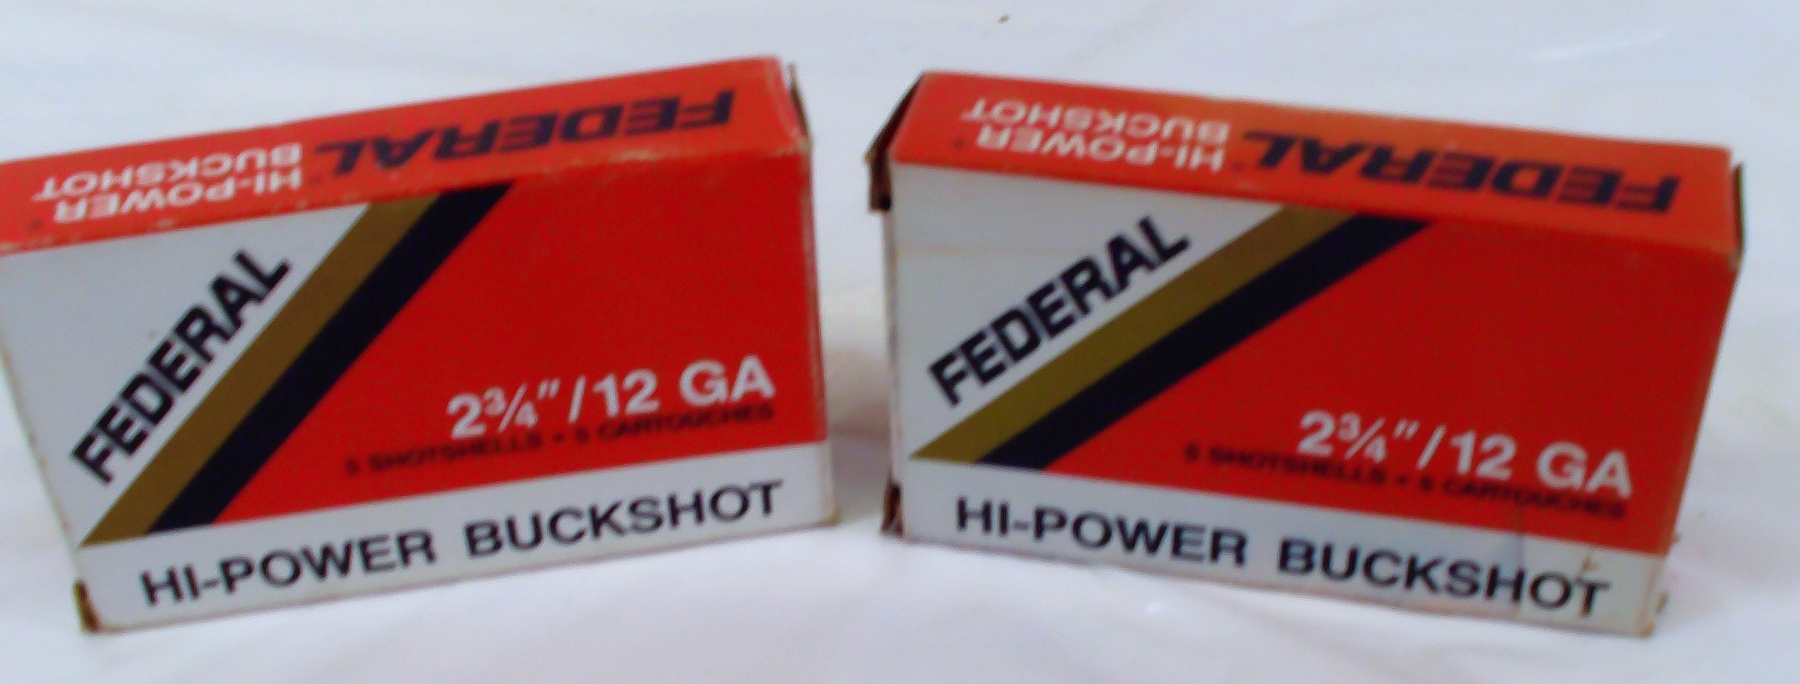 FEDERAL
HI-POWER
BUCKSHOT
FEDERAL
2¾"/12 GA
5 SHOTSHELLS • 5 CARTOUCHES
HI-POWER BUCKSHOT
FEDERAL
HI-POWER
BUCKSHOT
FEDERAL
2¾"/12 GA
5 SHOTSHELLS • 5 CARTOUCHES
HI-POWER BUCKSHOT